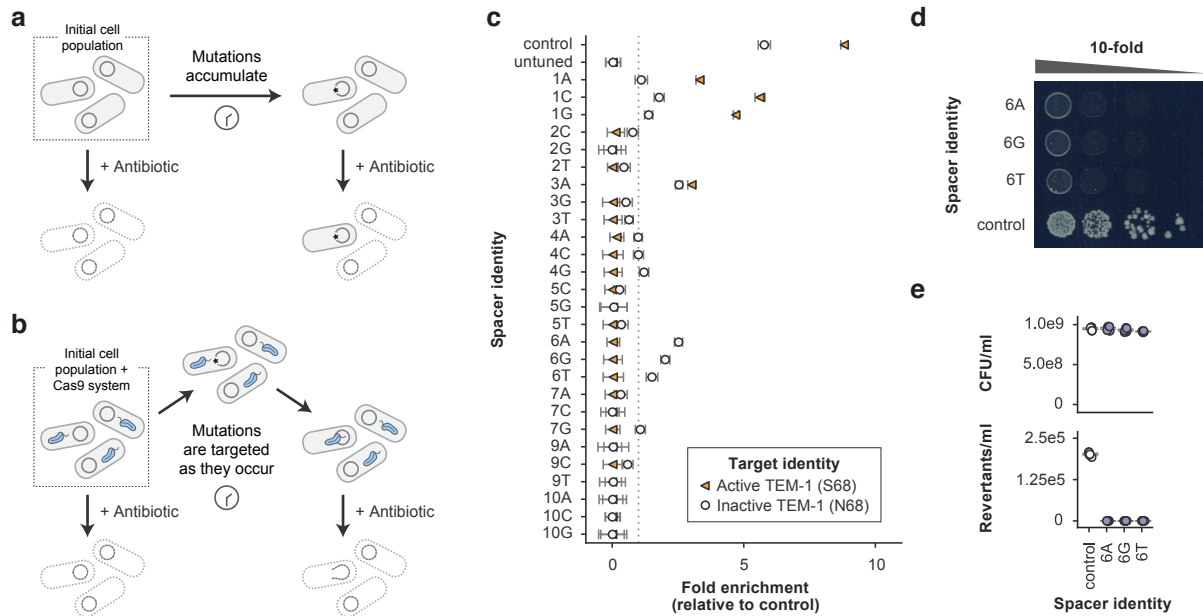 a
Initial cell
population
Mutations
accumulate
+ Antibiotic
+ Antibiotic
b
Initial cell
population +
Cas9 system
Mutations
are targeted
as they occur
+ Antibiotic
+ Antibiotic
c
Spacer identity
control
untuned
1A
1C
1G
2C
2G
2T
3A
3G
3T
4A
4C
4G
5C
5G
5T
6A
6G
6T
7A
7C
7G
9A
9C
9T
10A
10C
10G
Target identity
Active TEM-1 (S68)
Inactive TEM-1 (N68)
0 5 10
Fold enrichment
(relative to control)
d
10-fold
Spacer identity
6A
6G
6T
control
e
CFU/ml
1.0e9
5.0e8
0
Revertants/ml
2.5e5
1.25e5
0
control 6A 6G 6T
Spacer identity